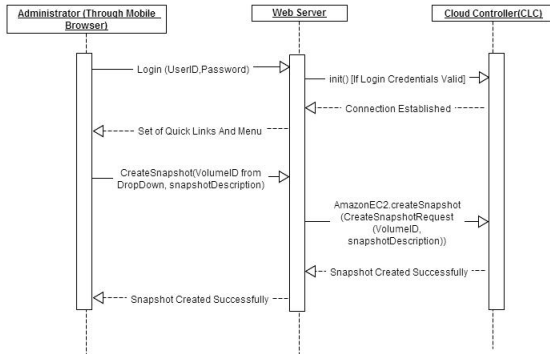 Administrator (Through Mobile
Browser)
Web Server
Cloud Controller(CLC)
Login (UserID,Password)
init() [If Login Credentials Valid]
Connection Established
Set of Quick Links And Menu
CreateSnapshot(VolumeID from
DropDown, snapshotDescription)
AmazonEC2.createSnapshot
(CreateSnapshotRequest
(VolumeID,
snapshotDescription))
Snapshot Created Successfully
Snapshot Created Successfully